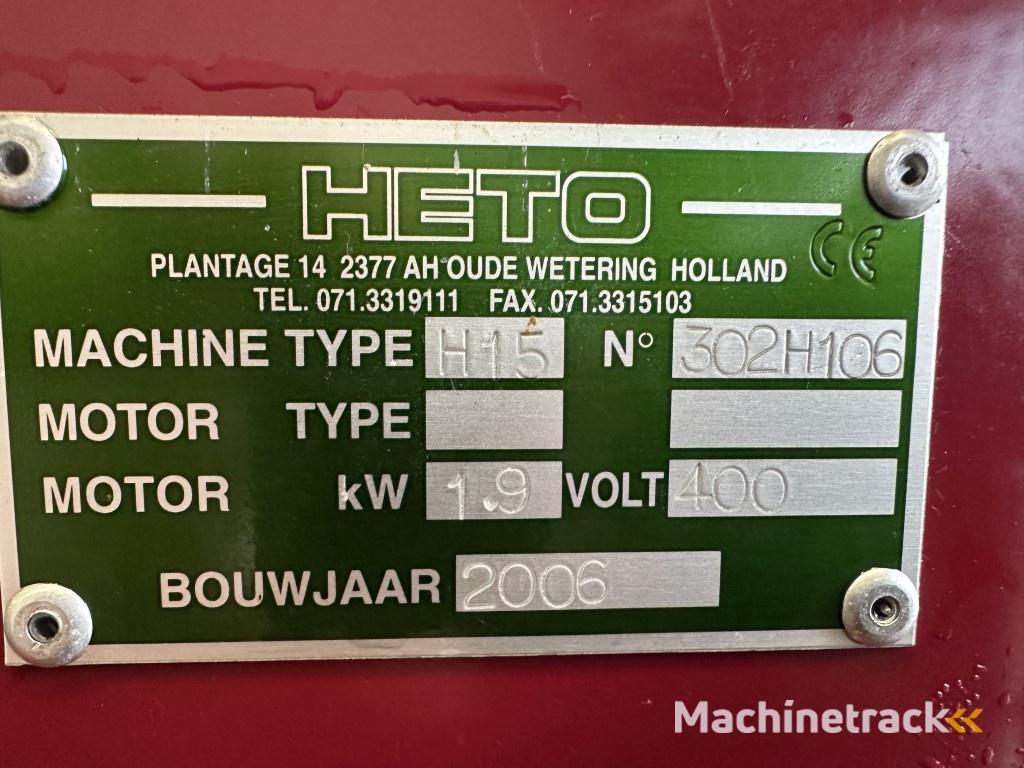 HETO
CE
PLANTAGE 14 2377 AH OUDE WETERING HOLLAND
TEL. 071.3319111 FAX. 071.3315103
MACHINE TYPE H15 N° 302H106
MOTOR TYPE
MOTOR kW 1.9 VOLT 400
BOUWJAAR 2006
Machinetrack